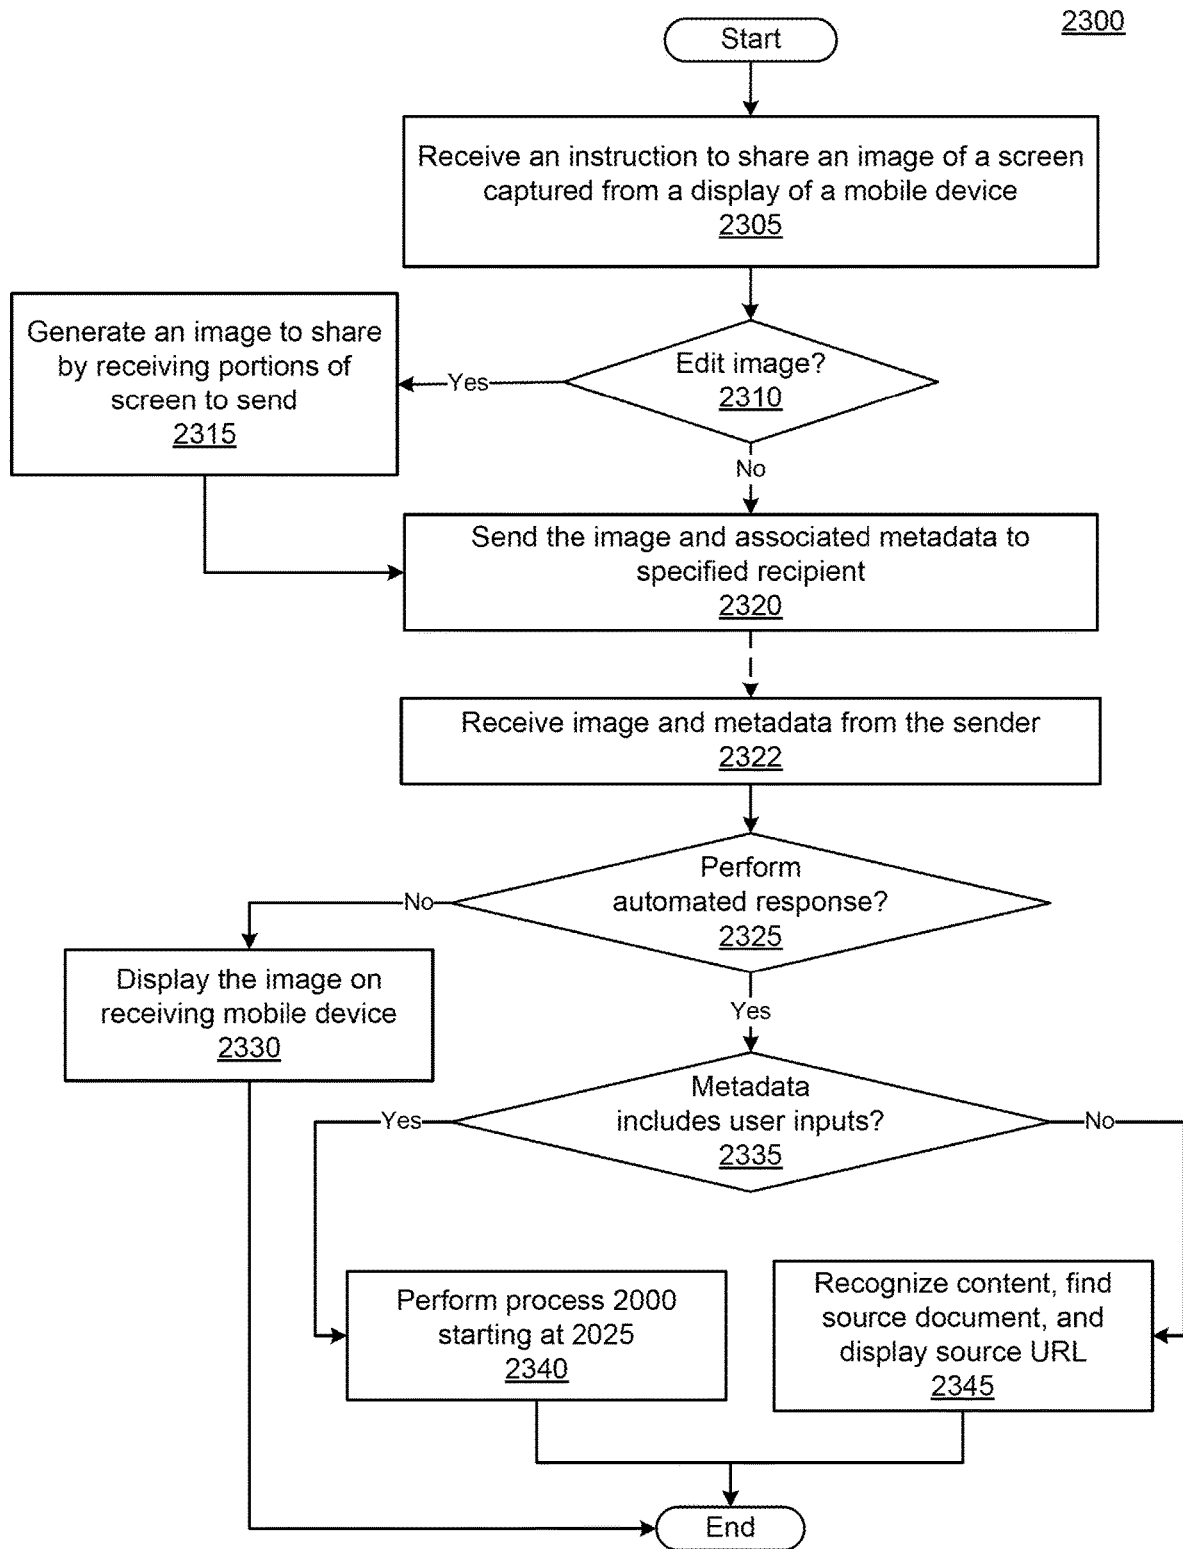 2300
Start
Receive an instruction to share an image of a screen
captured from a display of a mobile device
2305
Generate an image to share
by receiving portions of
screen to send
2315
Edit image?
2310
Yes
No
Send the image and associated metadata to
specified recipient
2320
Receive image and metadata from the sender
2322
Perform
automated response?
2325
No
Yes
Display the image on
receiving mobile device
2330
Metadata
includes user inputs?
2335
Yes
No
Perform process 2000
starting at 2025
2340
Recognize content, find
source document, and
display source URL
2345
End